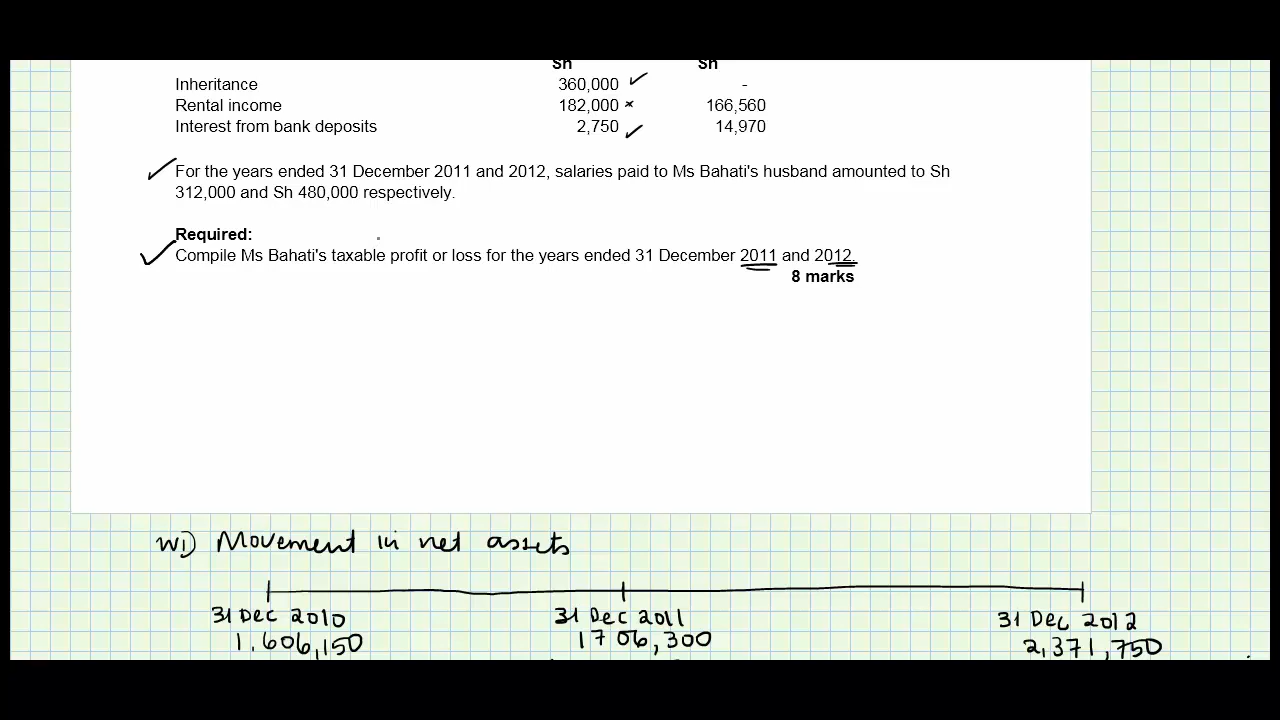 Sh Sh
Inheritance 360,000 -
Rental income 182,000 166,560
Interest from bank deposits 2,750 14,970
For the years ended 31 December 2011 and 2012, salaries paid to Ms Bahati's husband amounted to Sh
312,000 and Sh 480,000 respectively.
Required:
Compile Ms Bahati's taxable profit or loss for the years ended 31 December 2011 and 2012.
8 marks
W1) Movement in net assets
31 Dec 2010 31 Dec 2011 31 Dec 2012
1,606,150 1706,300 2,371,750